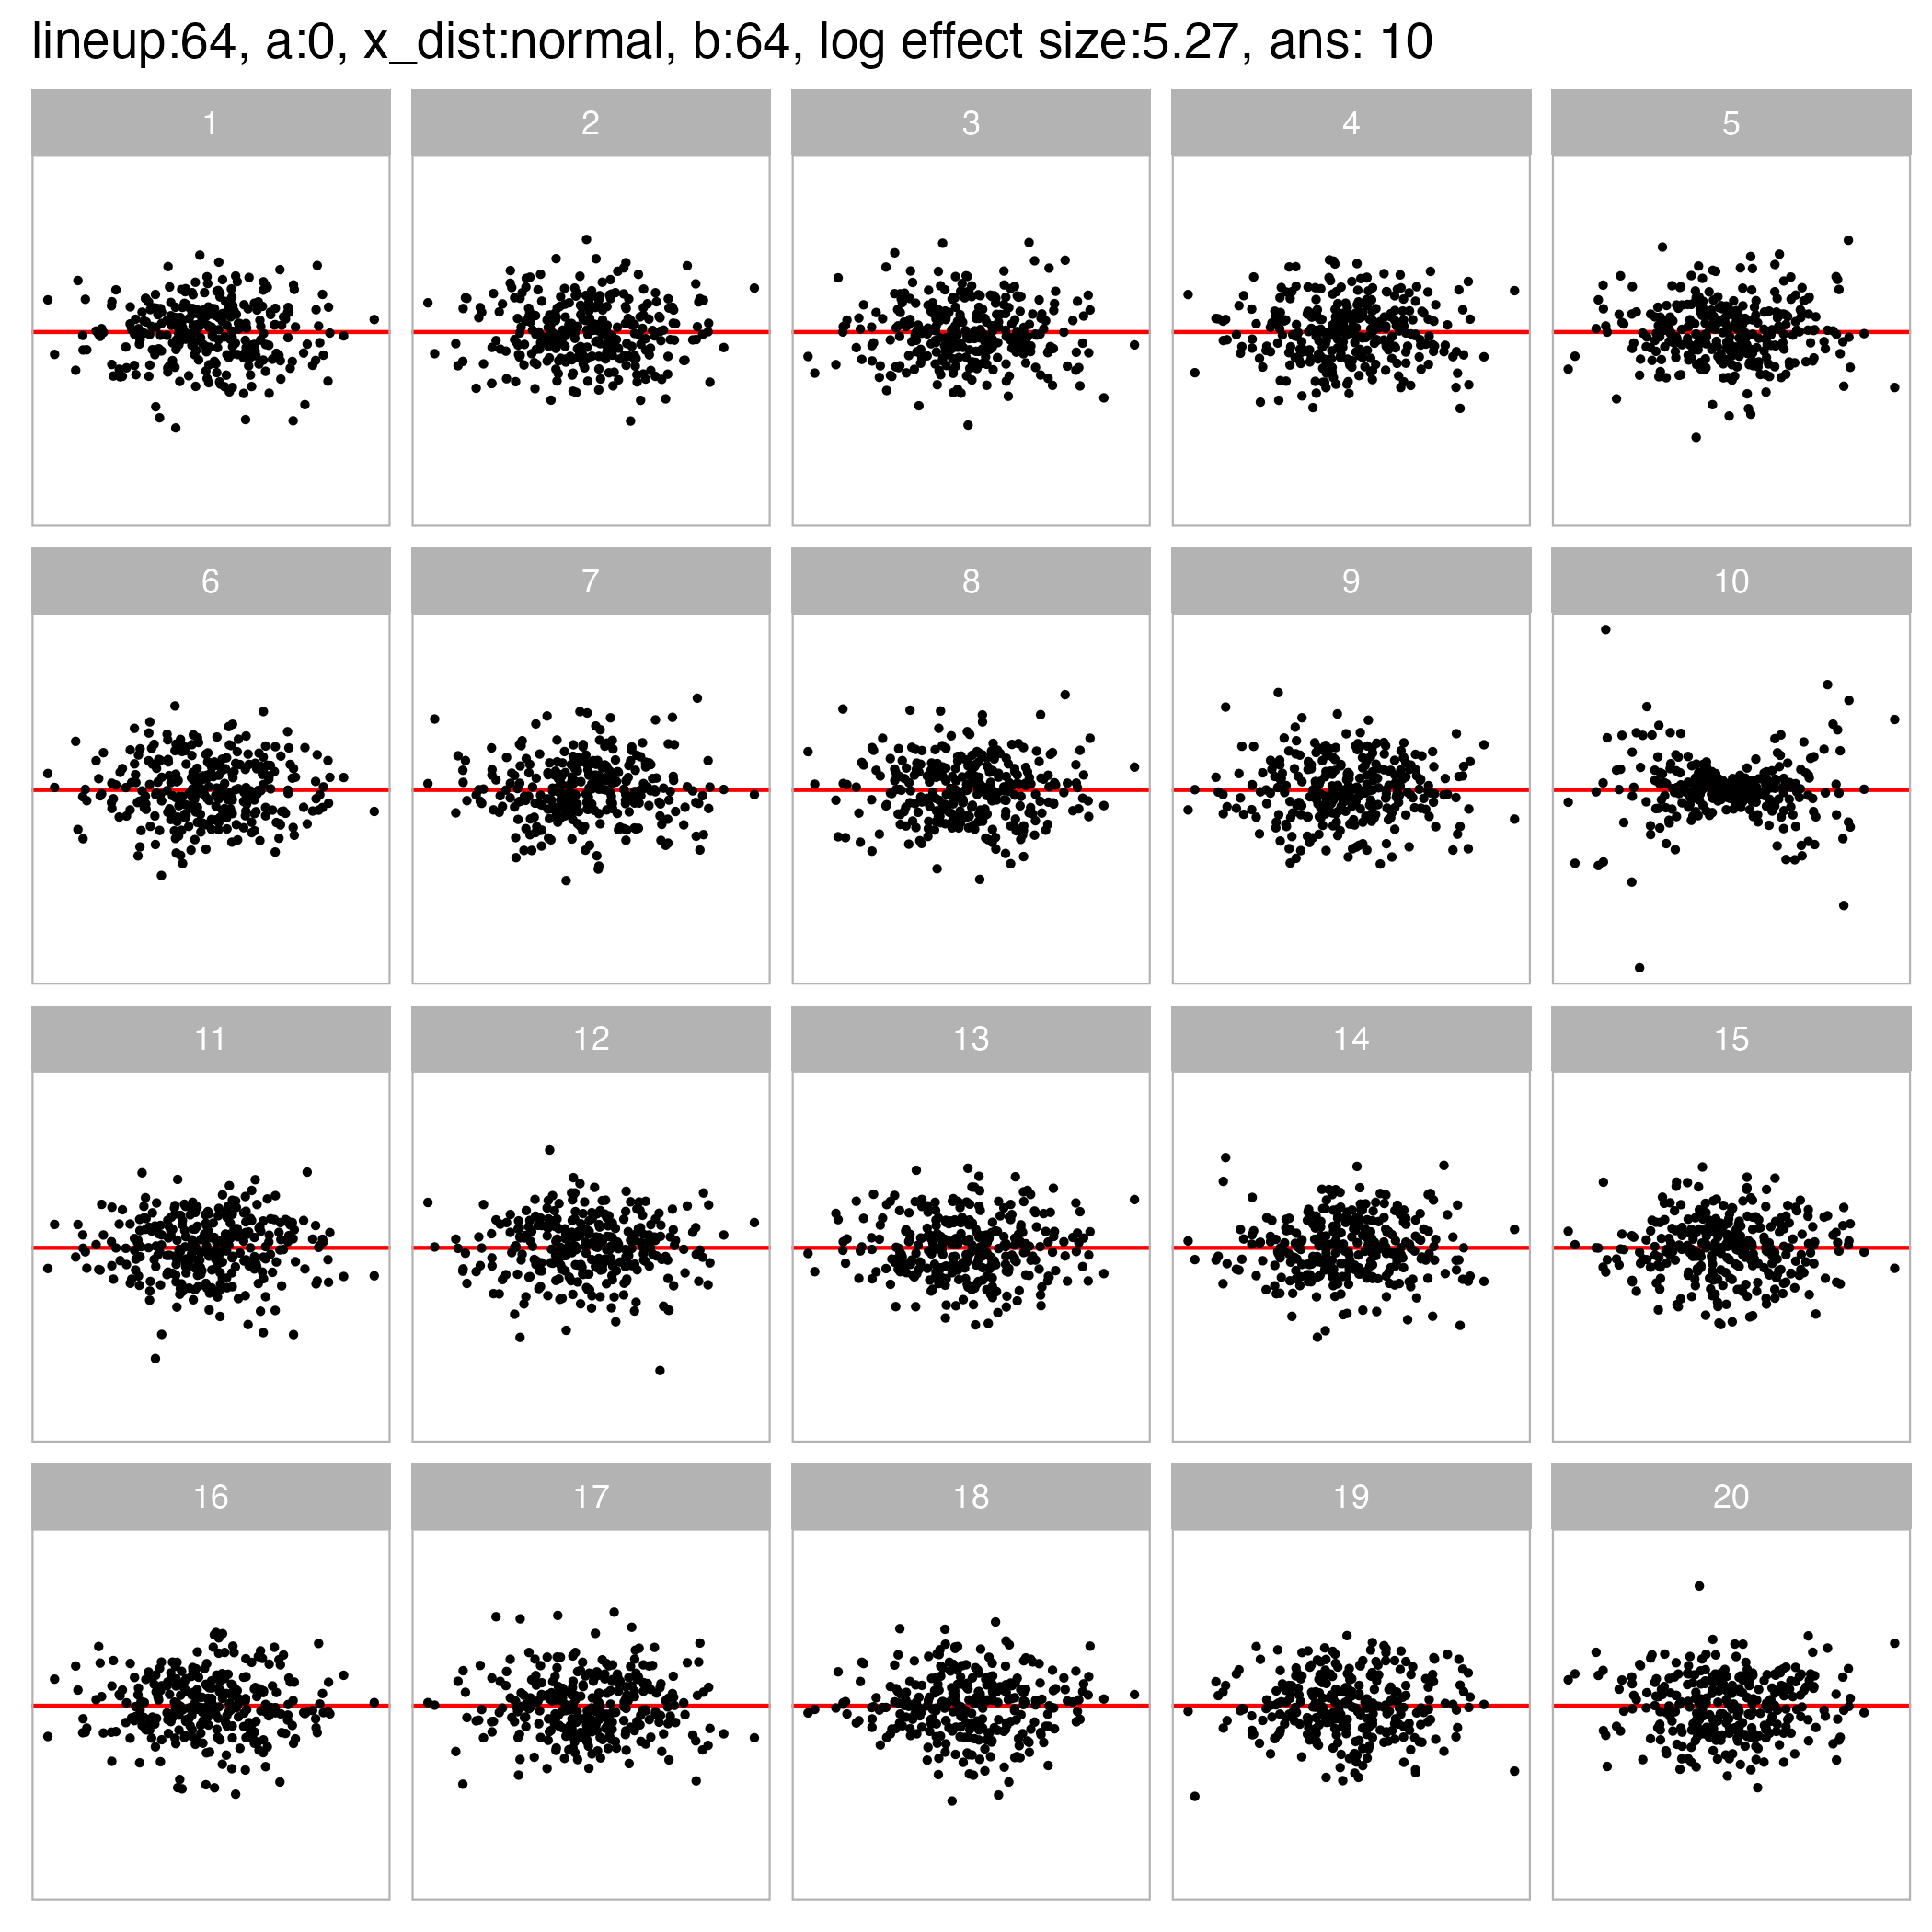 lineup:64, a:0, x_dist:normal, b:64, log effect size:5.27, ans: 10
1 2 3 4 5
6 7 8 9 10
11 12 13 14 15
16 17 18 19 20